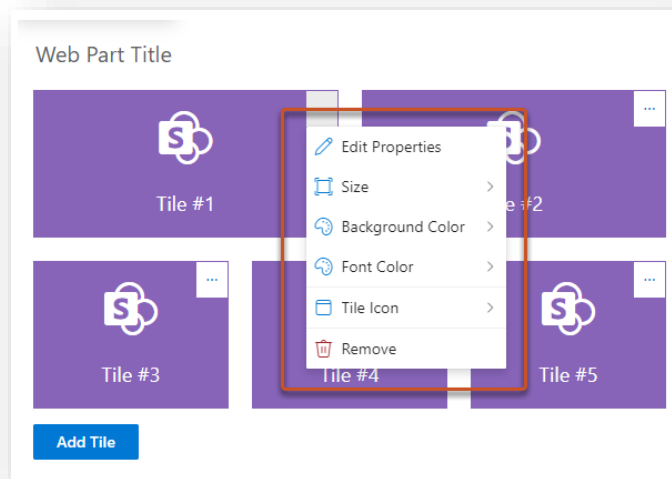 Web Part Title
Tile #1
e #2
Edit Properties
Size
Background Color
Font Color
Tile Icon
Remove
Tile #3
Tile #4
Tile #5
Add Tile